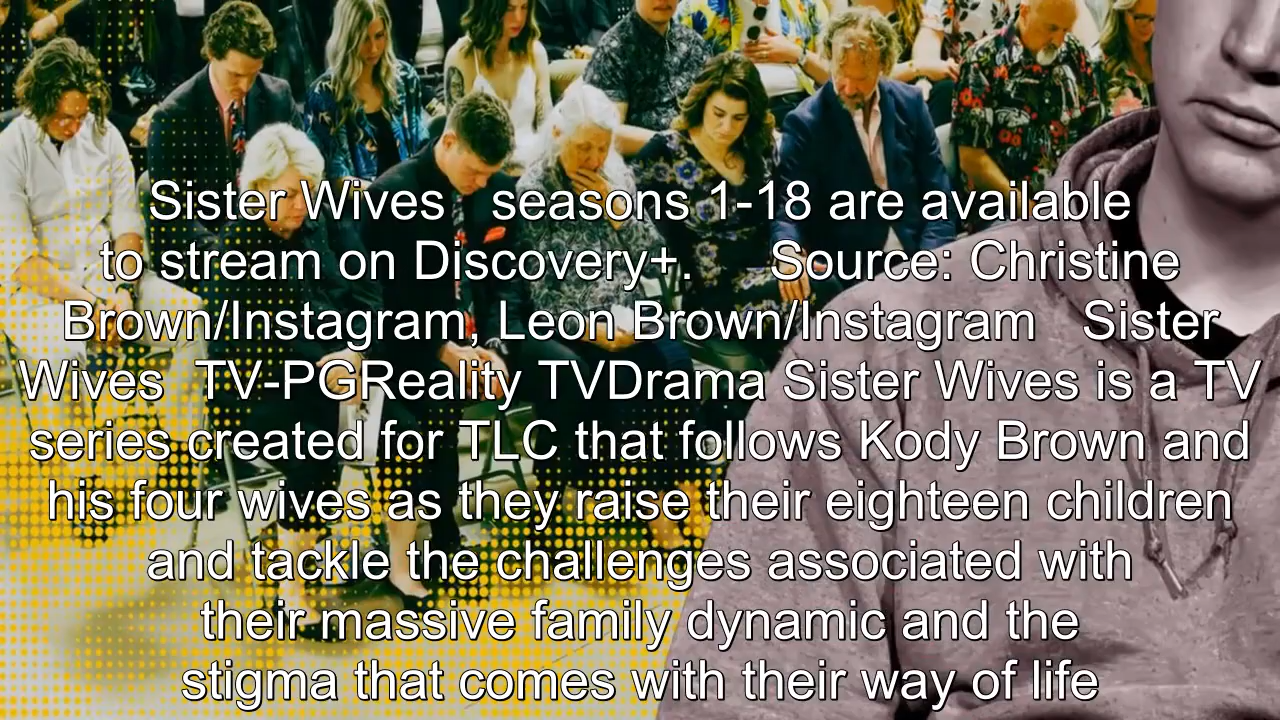 Sister Wives   seasons 1-18 are available
to stream on Discovery+.     Source: Christine
Brown/Instagram, Leon Brown/Instagram   Sister
Wives  TV-PGReality TVDrama Sister Wives is a TV
series created for TLC that follows Kody Brown and
his four wives as they raise their eighteen children
and tackle the challenges associated with
their massive family dynamic and the
stigma that comes with their way of life